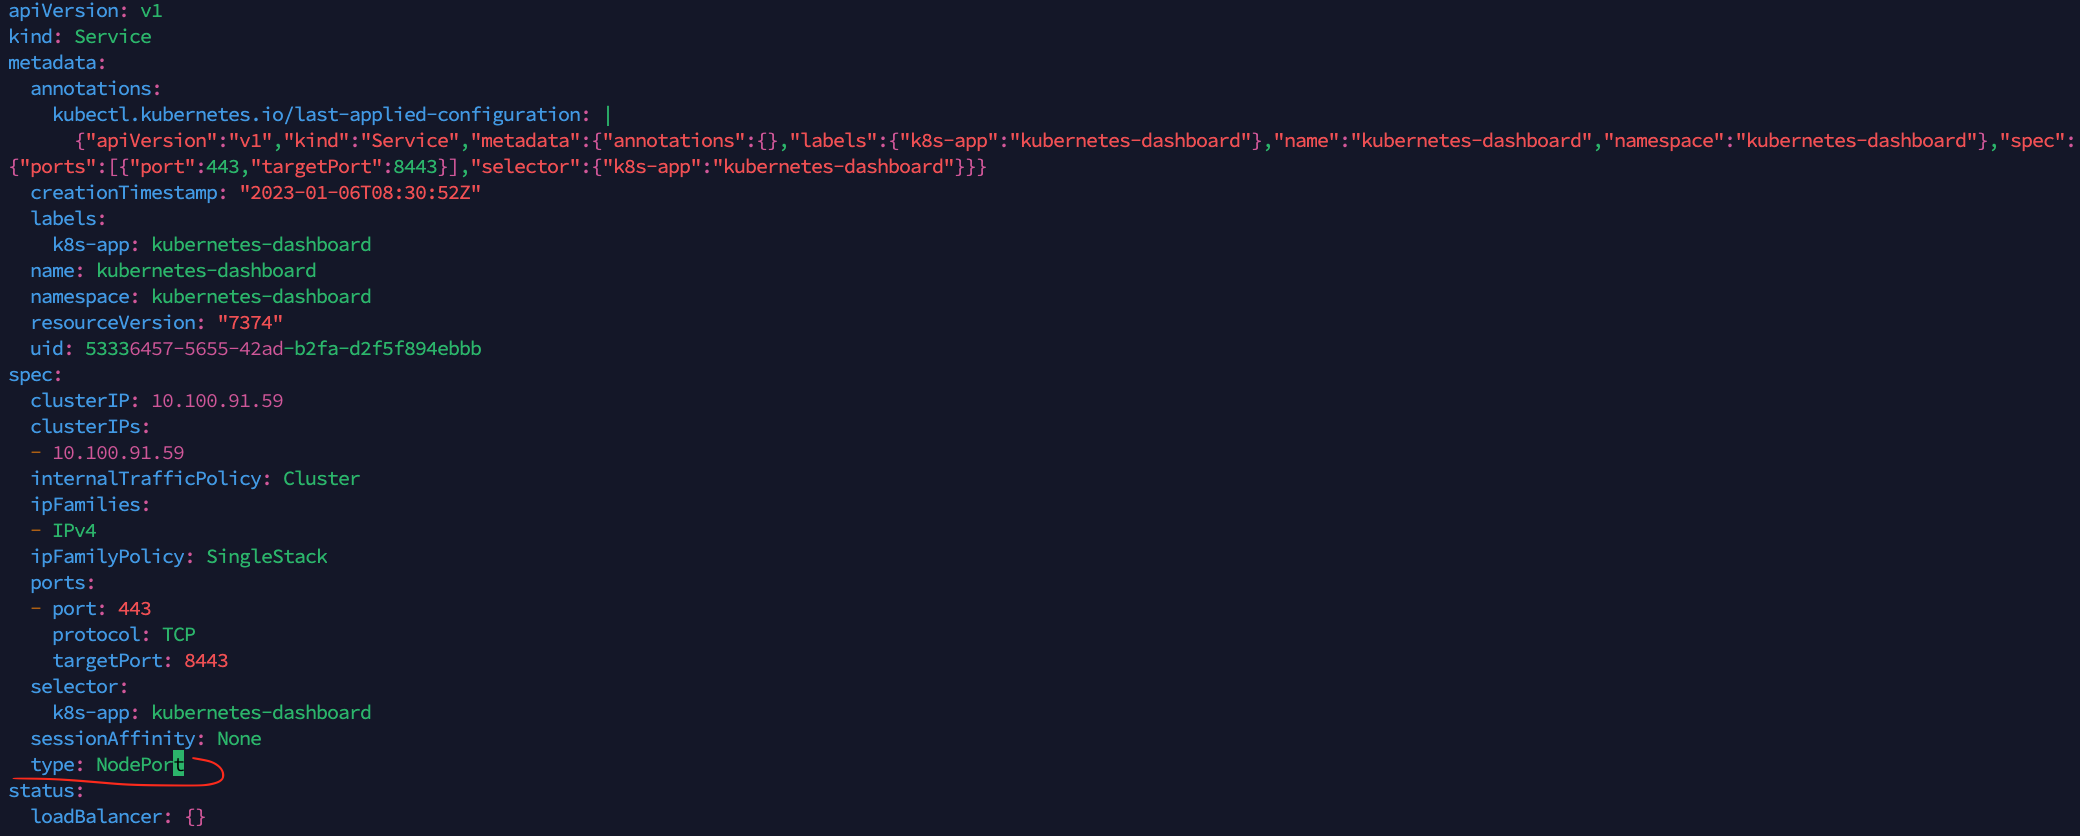 apiVersion: v1
kind: Service
metadata:
  annotations:
    kubectl.kubernetes.io/last-applied-configuration: |
      {"apiVersion":"v1","kind":"Service","metadata":{"annotations":{},"labels":{"k8s-app":"kubernetes-dashboard"},"name":"kubernetes-dashboard","namespace":"kubernetes-dashboard"},"spec":
{"ports":[{"port":443,"targetPort":8443}],"selector":{"k8s-app":"kubernetes-dashboard"}}}
  creationTimestamp: "2023-01-06T08:30:52Z"
  labels:
    k8s-app: kubernetes-dashboard
  name: kubernetes-dashboard
  namespace: kubernetes-dashboard
  resourceVersion: "7374"
  uid: 53336457-5655-42ad-b2fa-d2f5f894ebbb
spec:
  clusterIP: 10.100.91.59
  clusterIPs:
  - 10.100.91.59
  internalTrafficPolicy: Cluster
  ipFamilies:
  - IPv4
  ipFamilyPolicy: SingleStack
  ports:
  - port: 443
    protocol: TCP
    targetPort: 8443
  selector:
    k8s-app: kubernetes-dashboard
  sessionAffinity: None
  type: NodePort
status:
  loadBalancer: {}